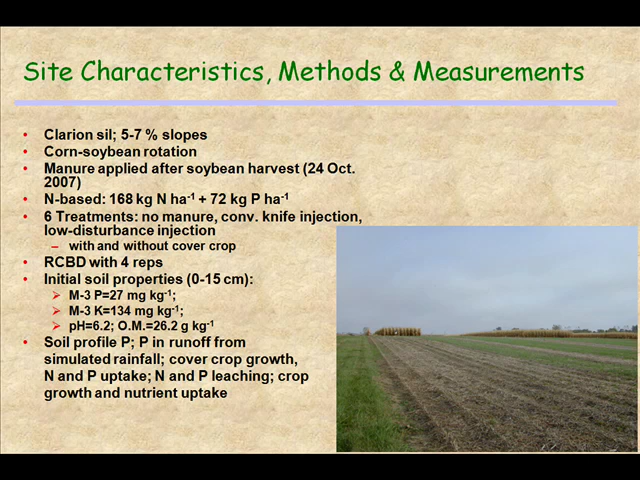 Site Characteristics, Methods & Measurements
• Clarion sil; 5-7 % slopes
• Corn-soybean rotation
• Manure applied after soybean harvest (24 Oct.
2007)
• N-based: 168 kg N ha⁻¹ + 72 kg P ha⁻¹
• 6 Treatments: no manure, conv. knife injection,
low-disturbance injection
– with and without cover crop
• RCBD with 4 reps
• Initial soil properties (0-15 cm):
➢ M-3 P=27 mg kg⁻¹;
➢ M-3 K=134 mg kg⁻¹;
➢ pH=6.2; O.M.=26.2 g kg⁻¹
• Soil profile P; P in runoff from
simulated rainfall; cover crop growth,
N and P uptake; N and P leaching; crop
growth and nutrient uptake